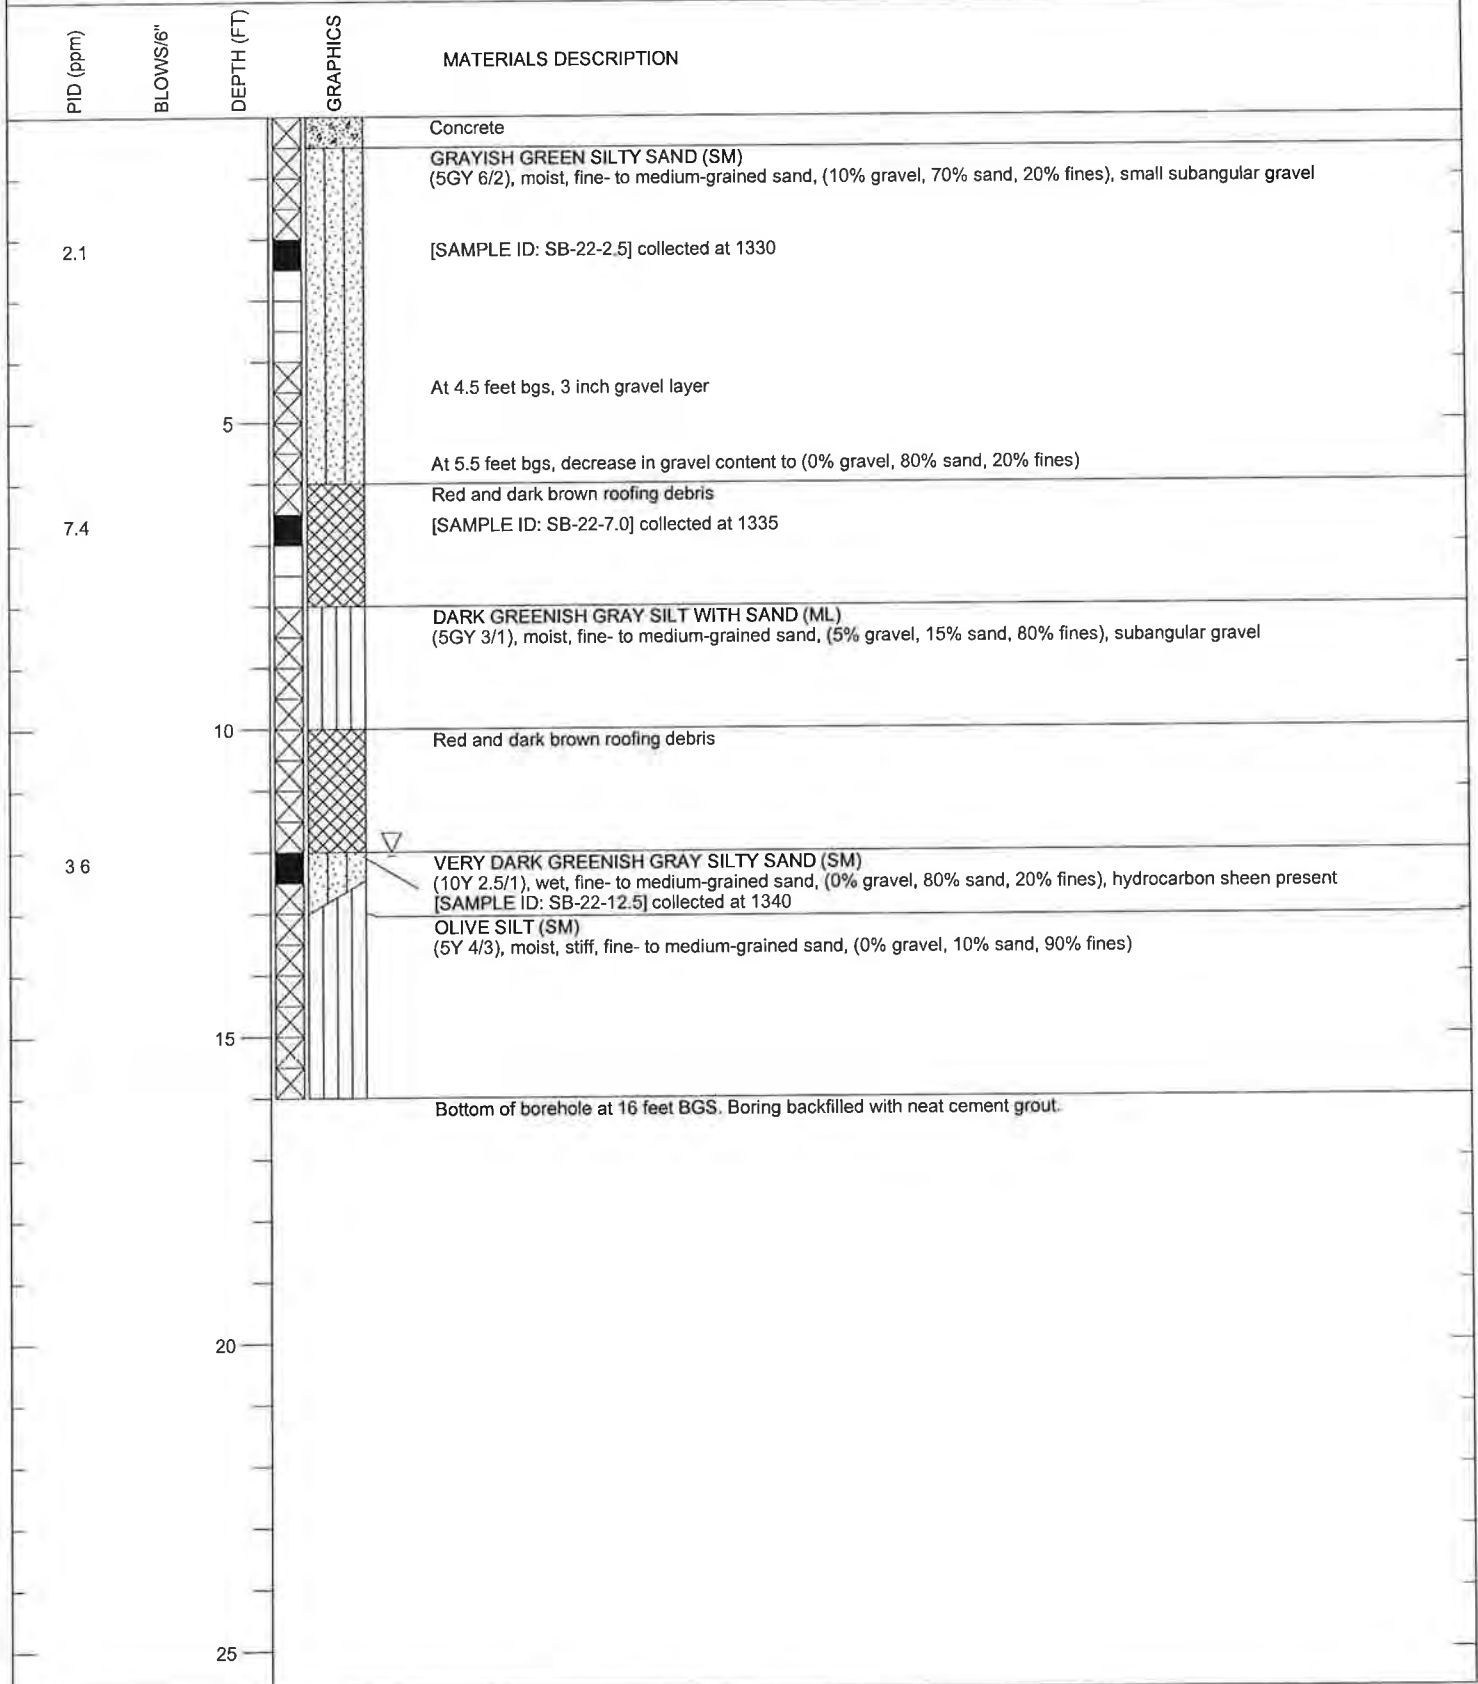 PID (ppm)
BLOWS/6"
DEPTH (FT)
GRAPHICS
MATERIALS DESCRIPTION
Concrete
GRAYISH GREEN SILTY SAND (SM)
(5GY 6/2), moist, fine- to medium-grained sand, (10% gravel, 70% sand, 20% fines), small subangular gravel
2.1
[SAMPLE ID: SB-22-2.5] collected at 1330
At 4.5 feet bgs, 3 inch gravel layer
5
At 5.5 feet bgs, decrease in gravel content to (0% gravel, 80% sand, 20% fines)
Red and dark brown roofing debris
7.4
[SAMPLE ID: SB-22-7.0] collected at 1335
DARK GREENISH GRAY SILT WITH SAND (ML)
(5GY 3/1), moist, fine- to medium-grained sand, (5% gravel, 15% sand, 80% fines), subangular gravel
10
Red and dark brown roofing debris
3 6
VERY DARK GREENISH GRAY SILTY SAND (SM)
(10Y 2.5/1), wet, fine- to medium-grained sand, (0% gravel, 80% sand, 20% fines), hydrocarbon sheen present
[SAMPLE ID: SB-22-12.5] collected at 1340
OLIVE SILT (SM)
(5Y 4/3), moist, stiff, fine- to medium-grained sand, (0% gravel, 10% sand, 90% fines)
15
Bottom of borehole at 16 feet BGS. Boring backfilled with neat cement grout.
20
25